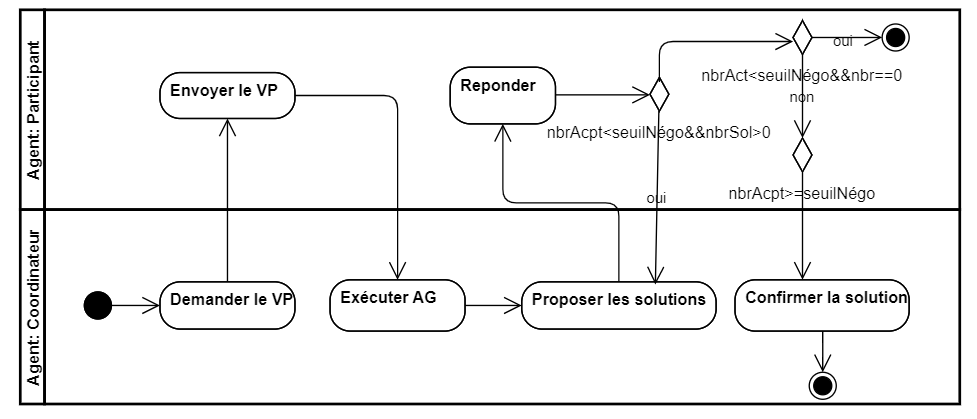 Agent: Participant
Envoyer le VP
Reponder
nbrAcpt<seuilNégo&&nbrSol>0
oui
oui
nbrAct<seuilNégo&&nbr==0
non
nbrAcpt>=seuilNégo
Agent: Coordinateur
Demander le VP
Exécuter AG
Proposer les solutions
Confirmer la solution